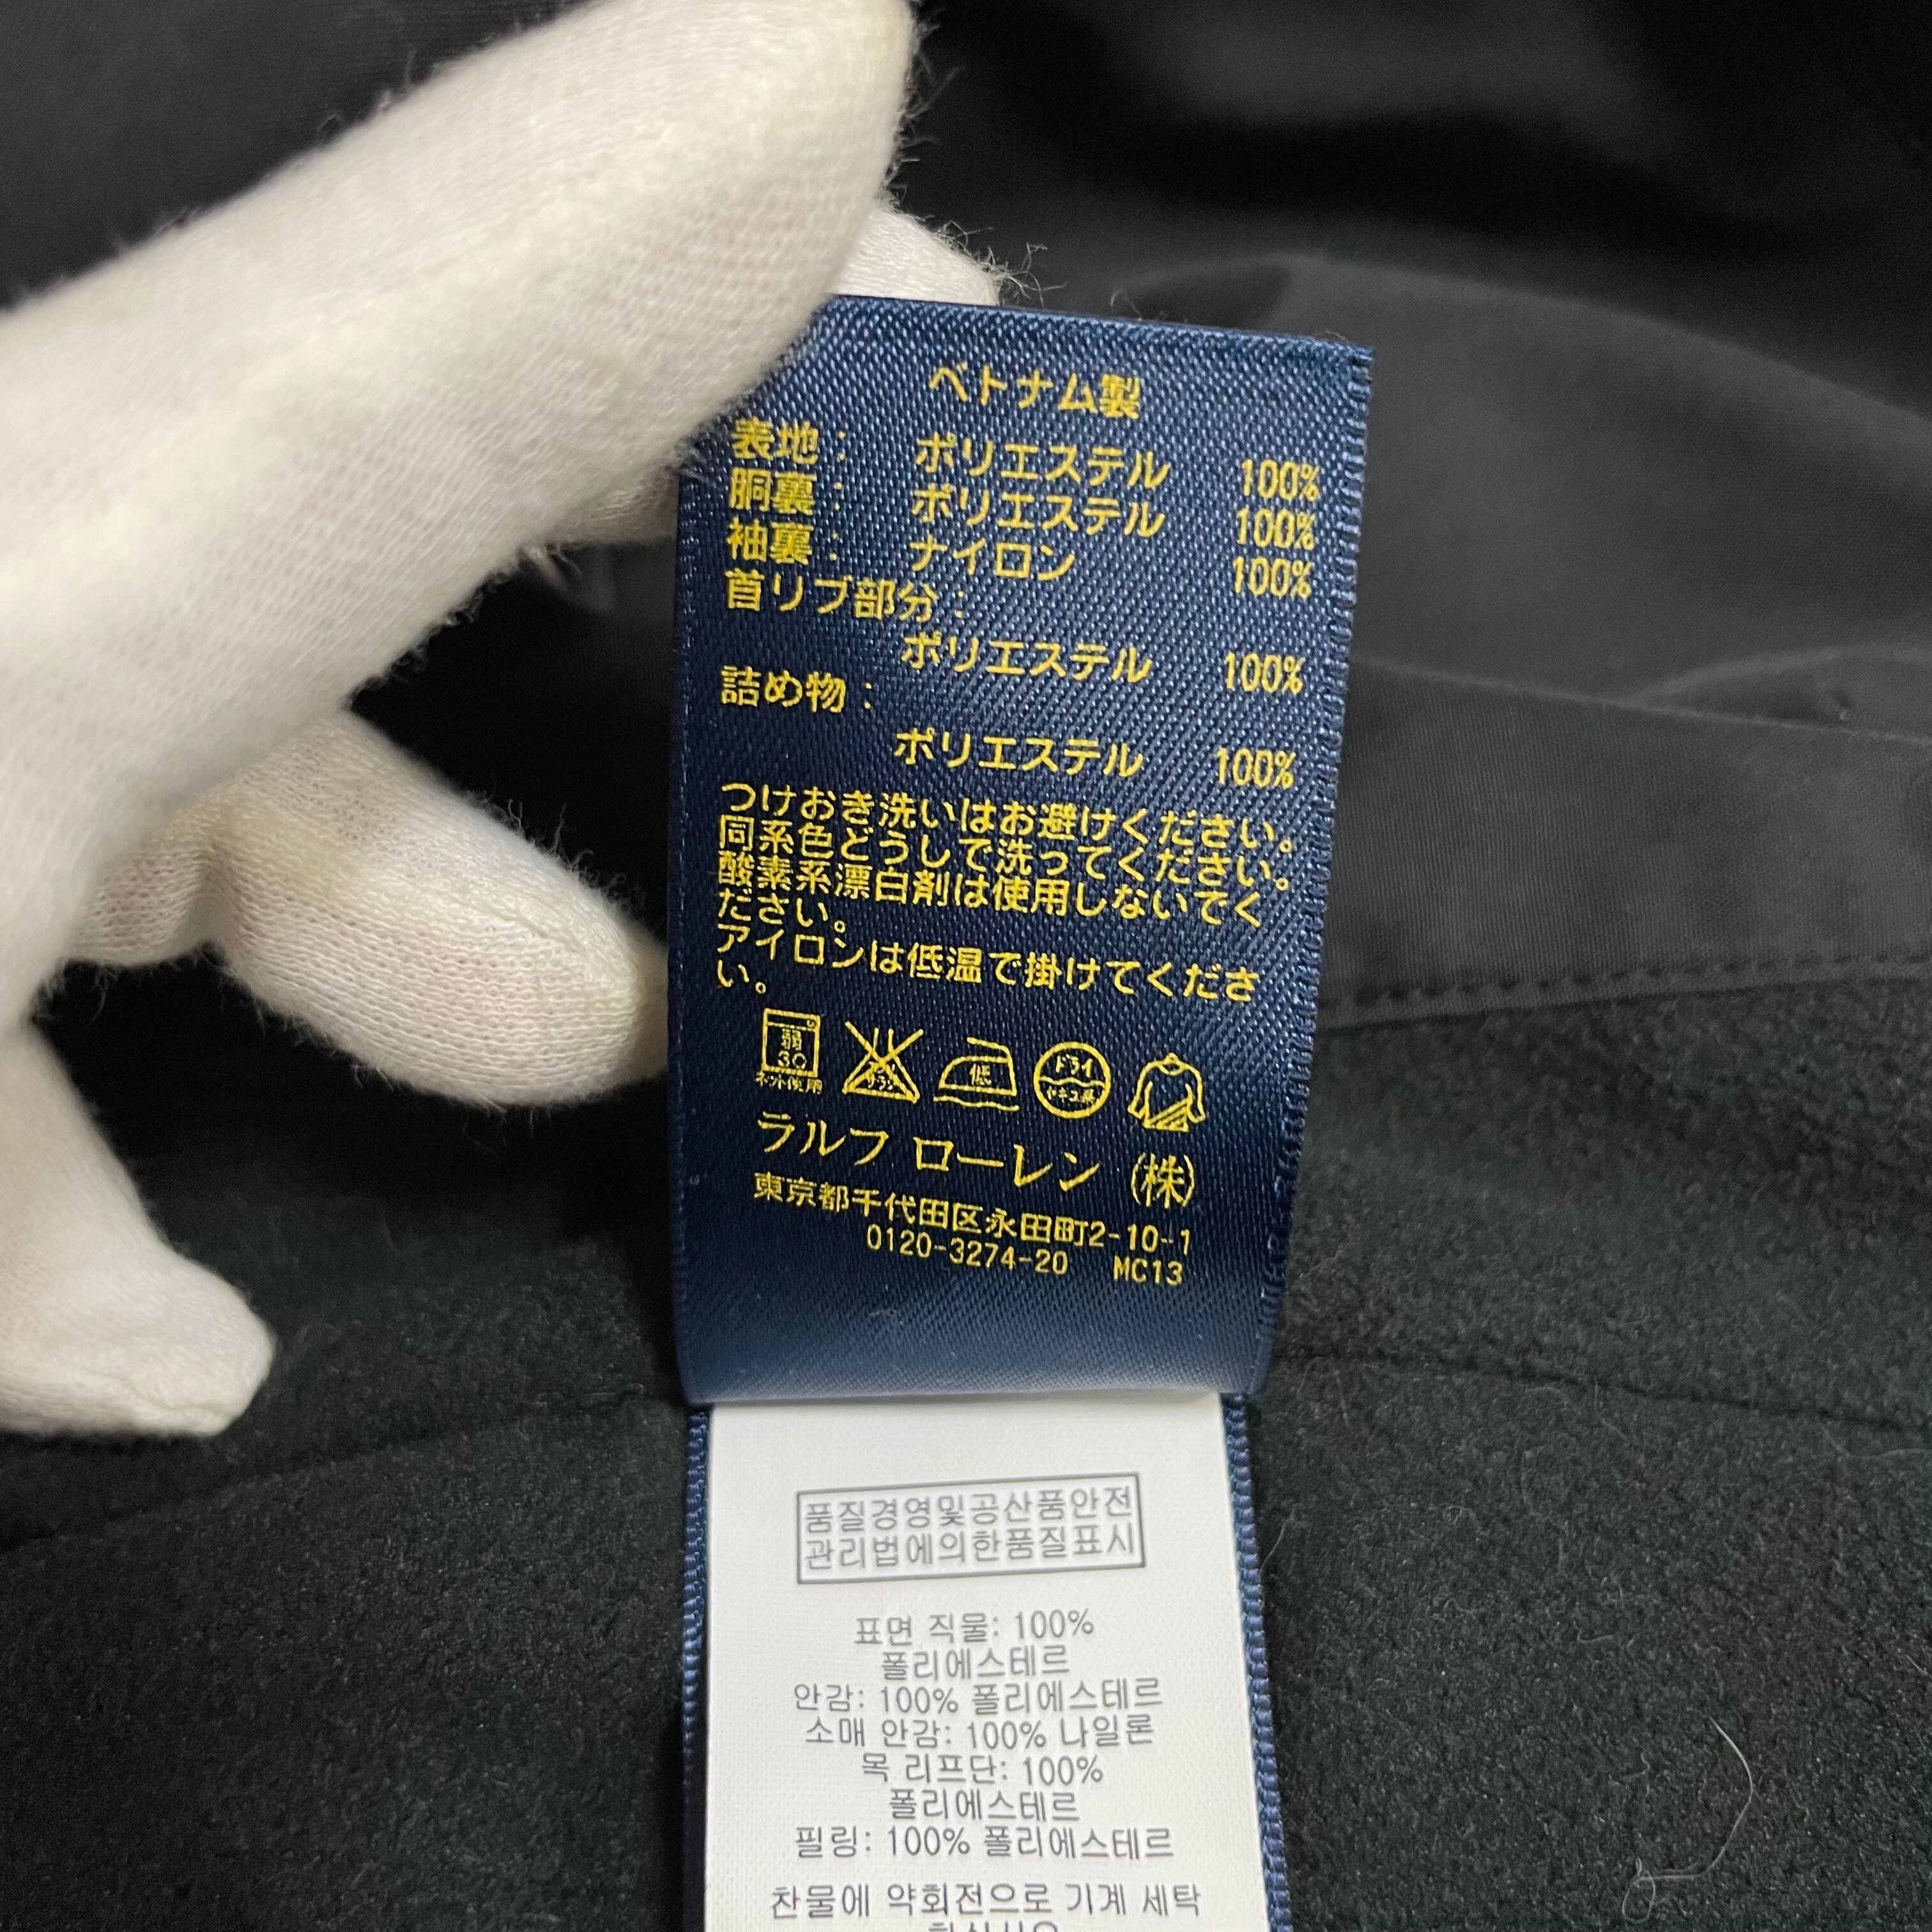 ベトナム製
表地: ポリエステル 100%
胴裏: ポリエステル 100%
袖裏: ナイロン 100%
首リブ部分:
ポリエステル 100%
詰め物:
ポリエステル 100%
つけおき洗いはお避けください。
同系色どうしで洗ってください。
酸素系漂白剤は使用しないでく
ださい。
アイロンは低温で掛けてくださ
い。
弱 30 ネット使用 低 ドライ
ラルフ ローレン (株)
東京都千代田区永田町2-10-1
0120-3274-20 MC13
품질경영및공산품안전
관리법에의한품질표시
표면 직물: 100%
폴리에스테르
안감: 100% 폴리에스테르
소매 안감: 100% 나일론
목 리프단: 100%
폴리에스테르
필링: 100% 폴리에스테르
찬물에 약회전으로 기계 세탁